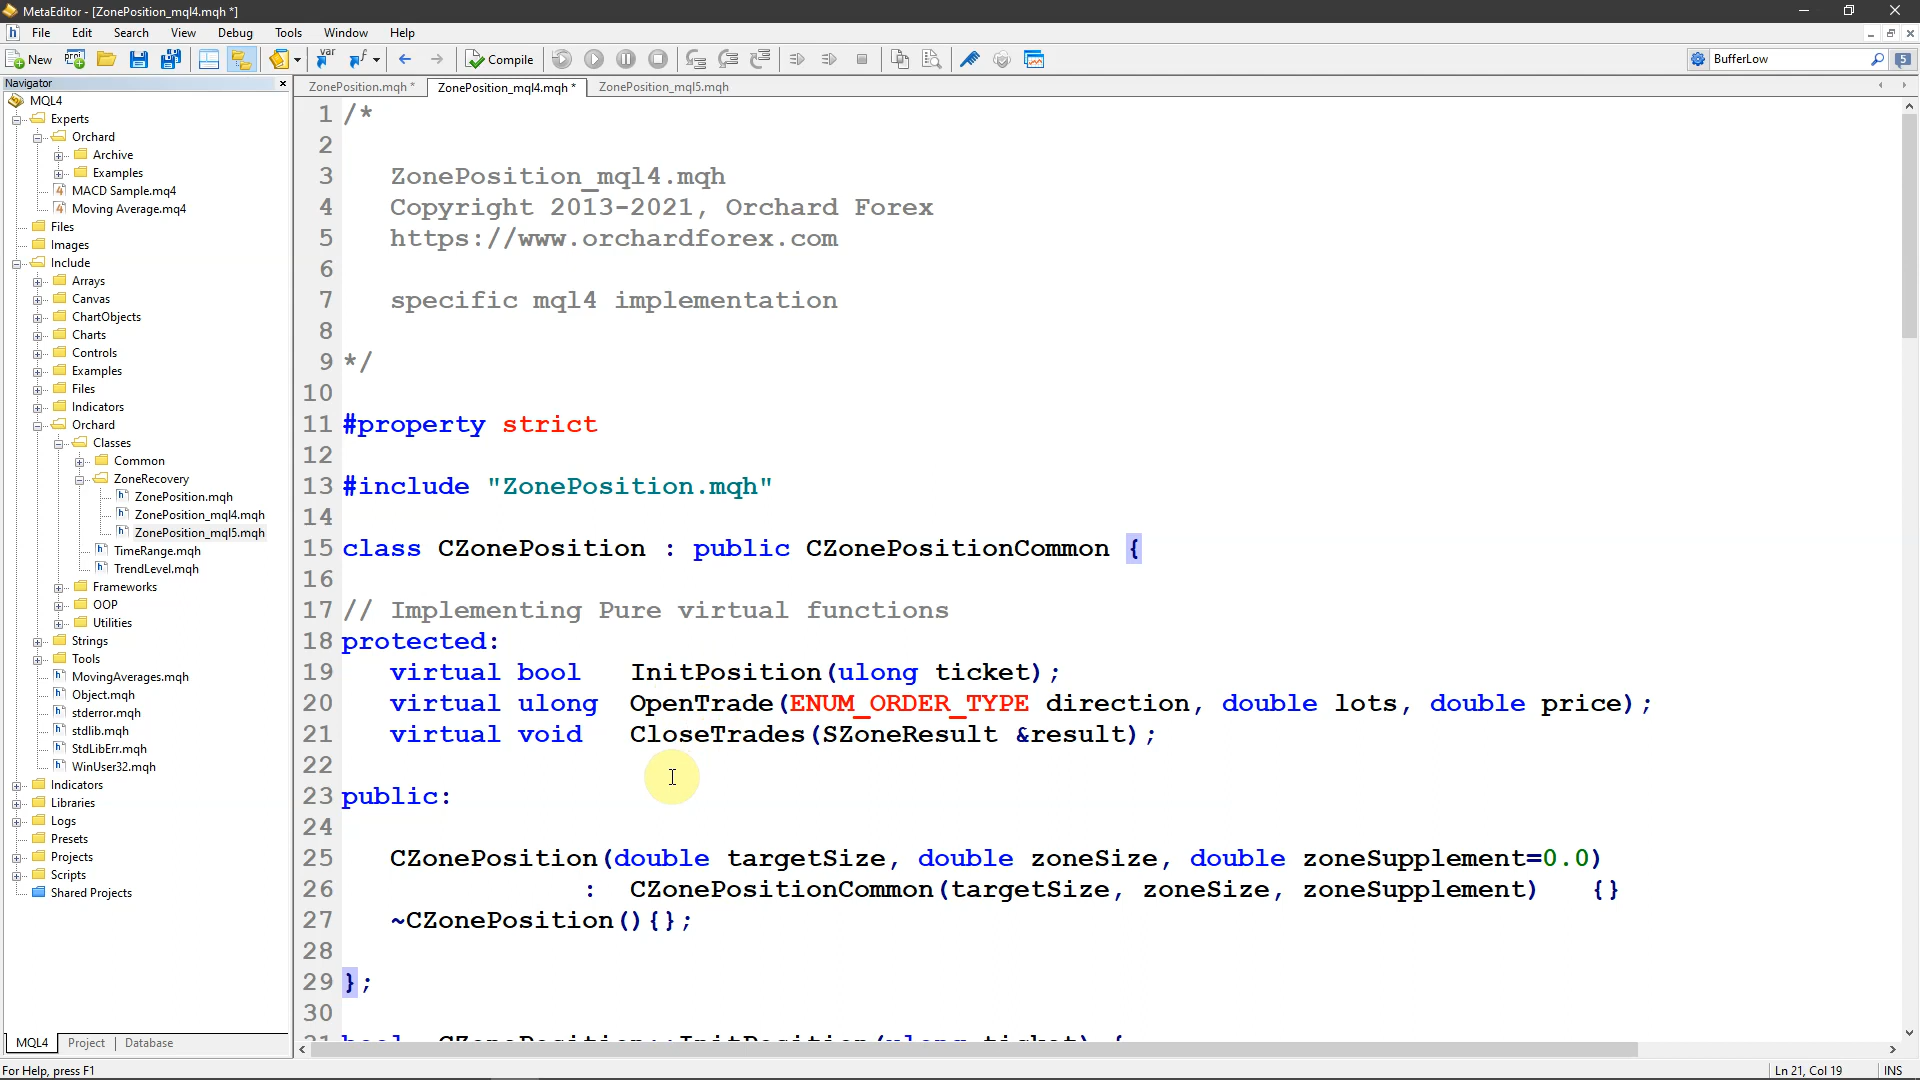 MetaEditor - [ZonePosition_mql4.mqh *]
File Edit Search View Debug Tools Window Help
New Compile BufferLow 5
Navigator
ZonePosition.mqh * ZonePosition_mql4.mqh * ZonePosition_mql5.mqh
MQL4
Experts
Orchard
Archive
Examples
MACD Sample.mq4
Moving Average.mq4
Files
Images
Include
Arrays
Canvas
ChartObjects
Charts
Controls
Examples
Files
Indicators
Orchard
Classes
Common
ZoneRecovery
ZonePosition.mqh
ZonePosition_mql4.mqh
ZonePosition_mql5.mqh
TimeRange.mqh
TrendLevel.mqh
Frameworks
OOP
Utilities
Strings
Tools
MovingAverages.mqh
Object.mqh
stderror.mqh
stdlib.mqh
StdLibErr.mqh
WinUser32.mqh
Indicators
Libraries
Logs
Presets
Projects
Scripts
Shared Projects
MQL4 Project Database
1 /*
2
3 ZonePosition_mql4.mqh
4 Copyright 2013-2021, Orchard Forex
5 https://www.orchardforex.com
6
7 specific mql4 implementation
8
9 */
10
11 #property strict
12
13 #include "ZonePosition.mqh"
14
15 class CZonePosition : public CZonePositionCommon {
16
17 // Implementing Pure virtual functions
18 protected:
19 virtual bool InitPosition(ulong ticket);
20 virtual ulong OpenTrade(ENUM_ORDER_TYPE direction, double lots, double price);
21 virtual void CloseTrades(SZoneResult &result);
22
23 public:
24
25 CZonePosition(double targetSize, double zoneSize, double zoneSupplement=0.0)
26 : CZonePositionCommon(targetSize, zoneSize, zoneSupplement) {}
27 ~CZonePosition(){};
28
29 };
30
31 bool CZonePosition::InitPosition(ulong ticket) {
For Help, press F1 Ln 21, Col 19 INS